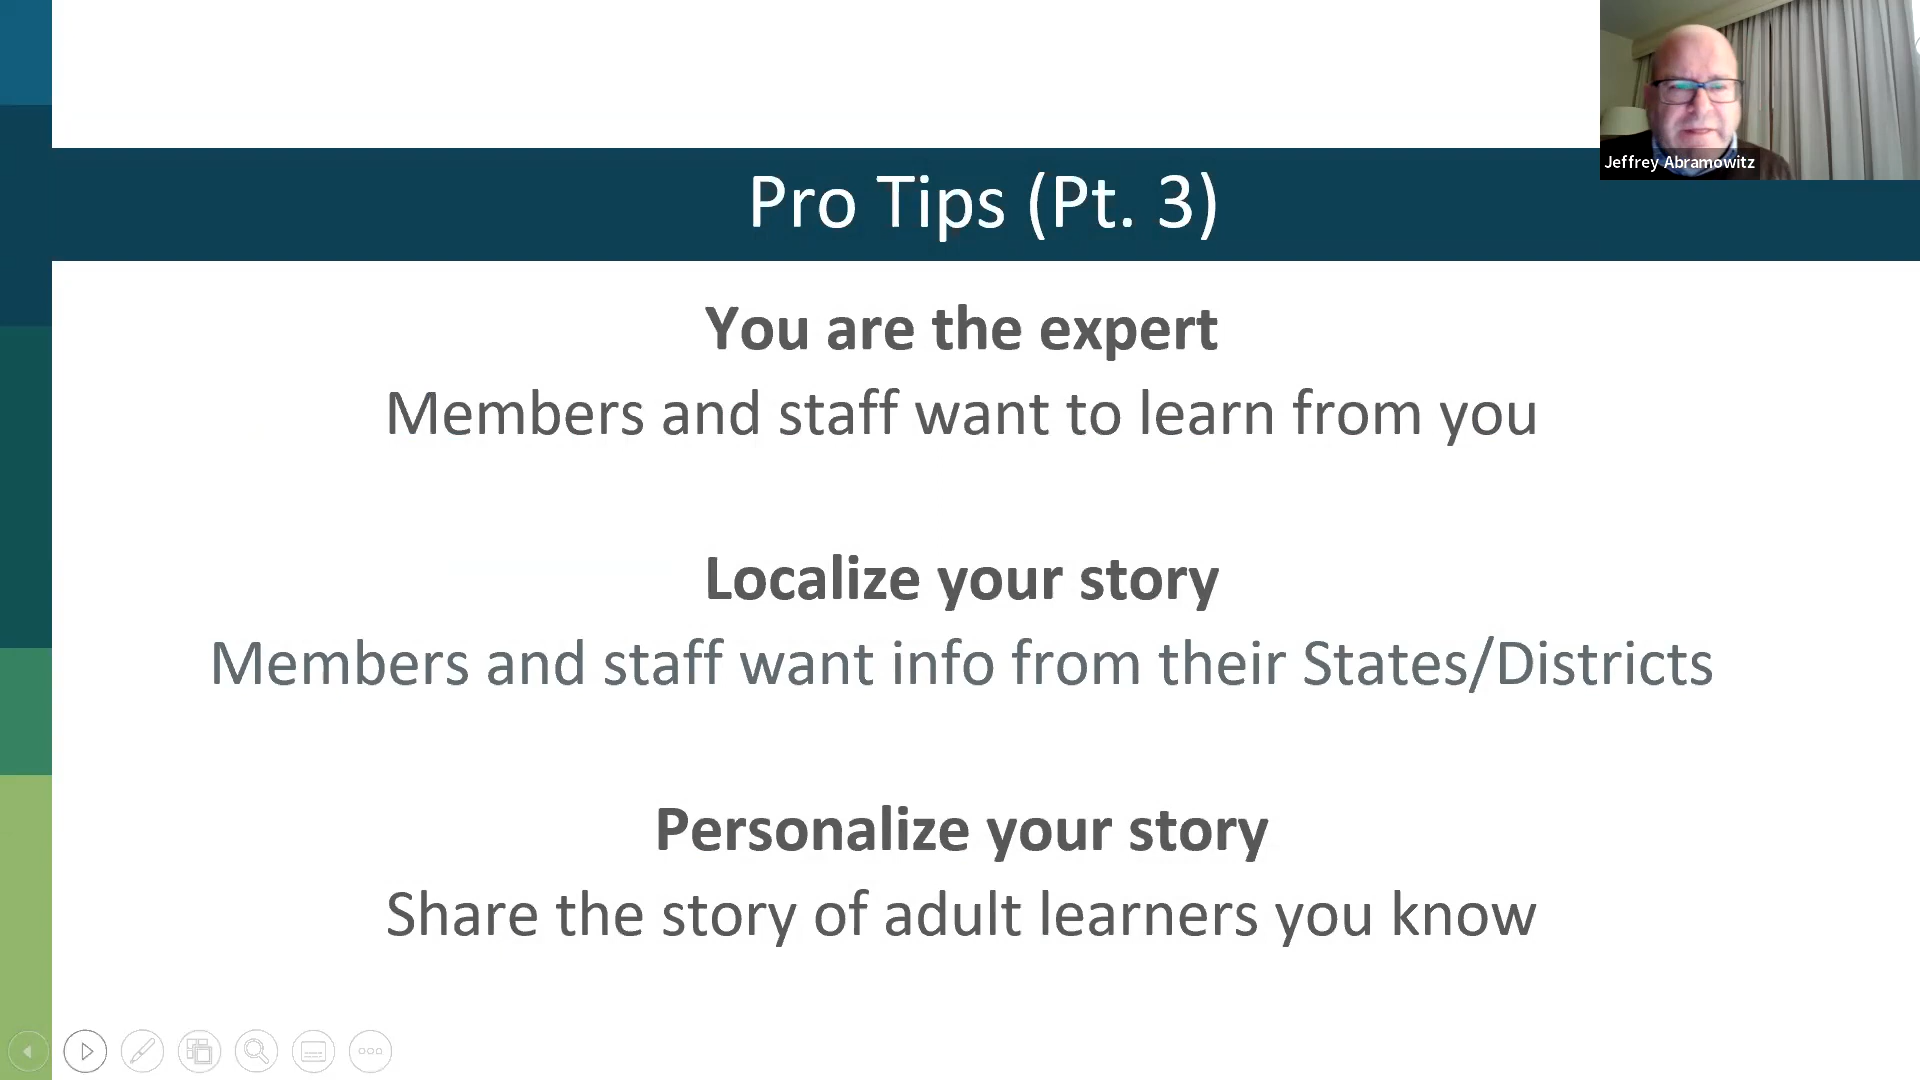 Jeffrey Abramowitz
Pro Tips (Pt. 3)
You are the expert
Members and staff want to learn from you
Localize your story
Members and staff want info from their States/Districts
Personalize your story
Share the story of adult learners you know